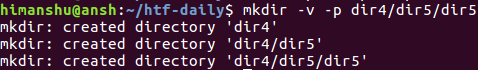 himanshu@ansh:~/htf-daily$ mkdir -v -p dir4/dir5/dir5
mkdir: created directory 'dir4'
mkdir: created directory 'dir4/dir5'
mkdir: created directory 'dir4/dir5/dir5'